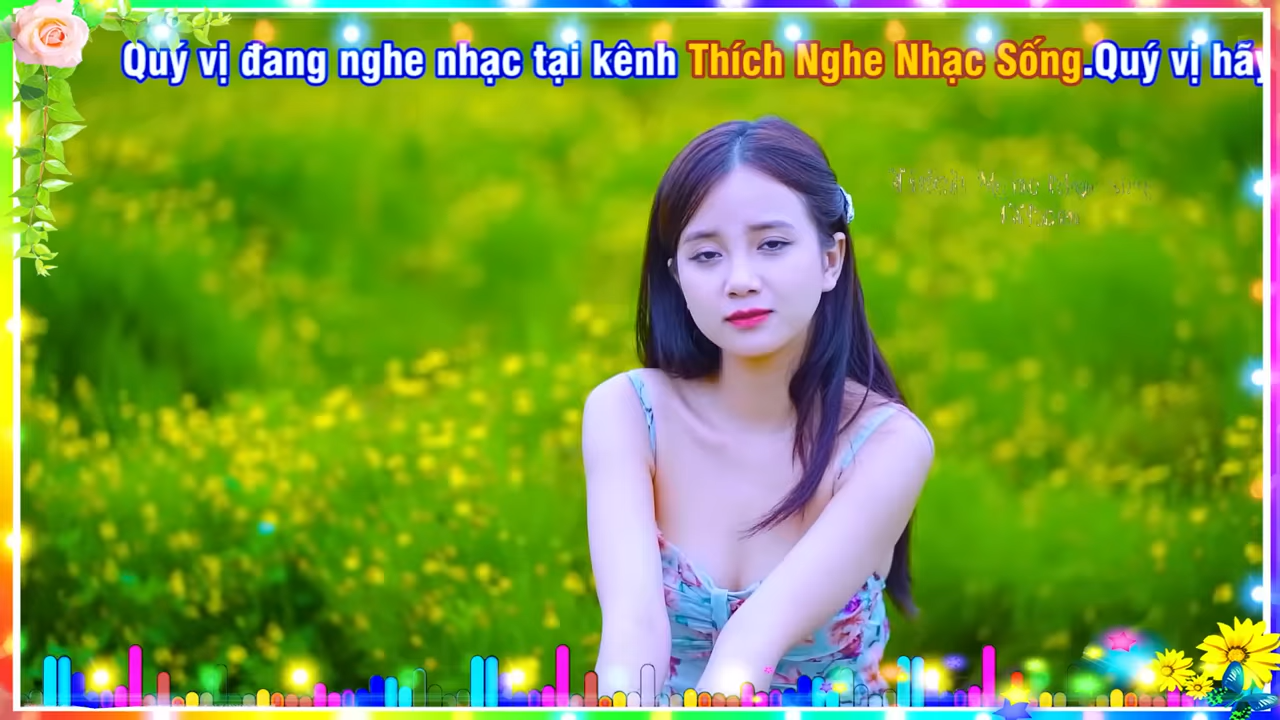 Quý vị đang nghe nhạc tại kênh Thích Nghe Nhạc Sống.Quý vị hãy